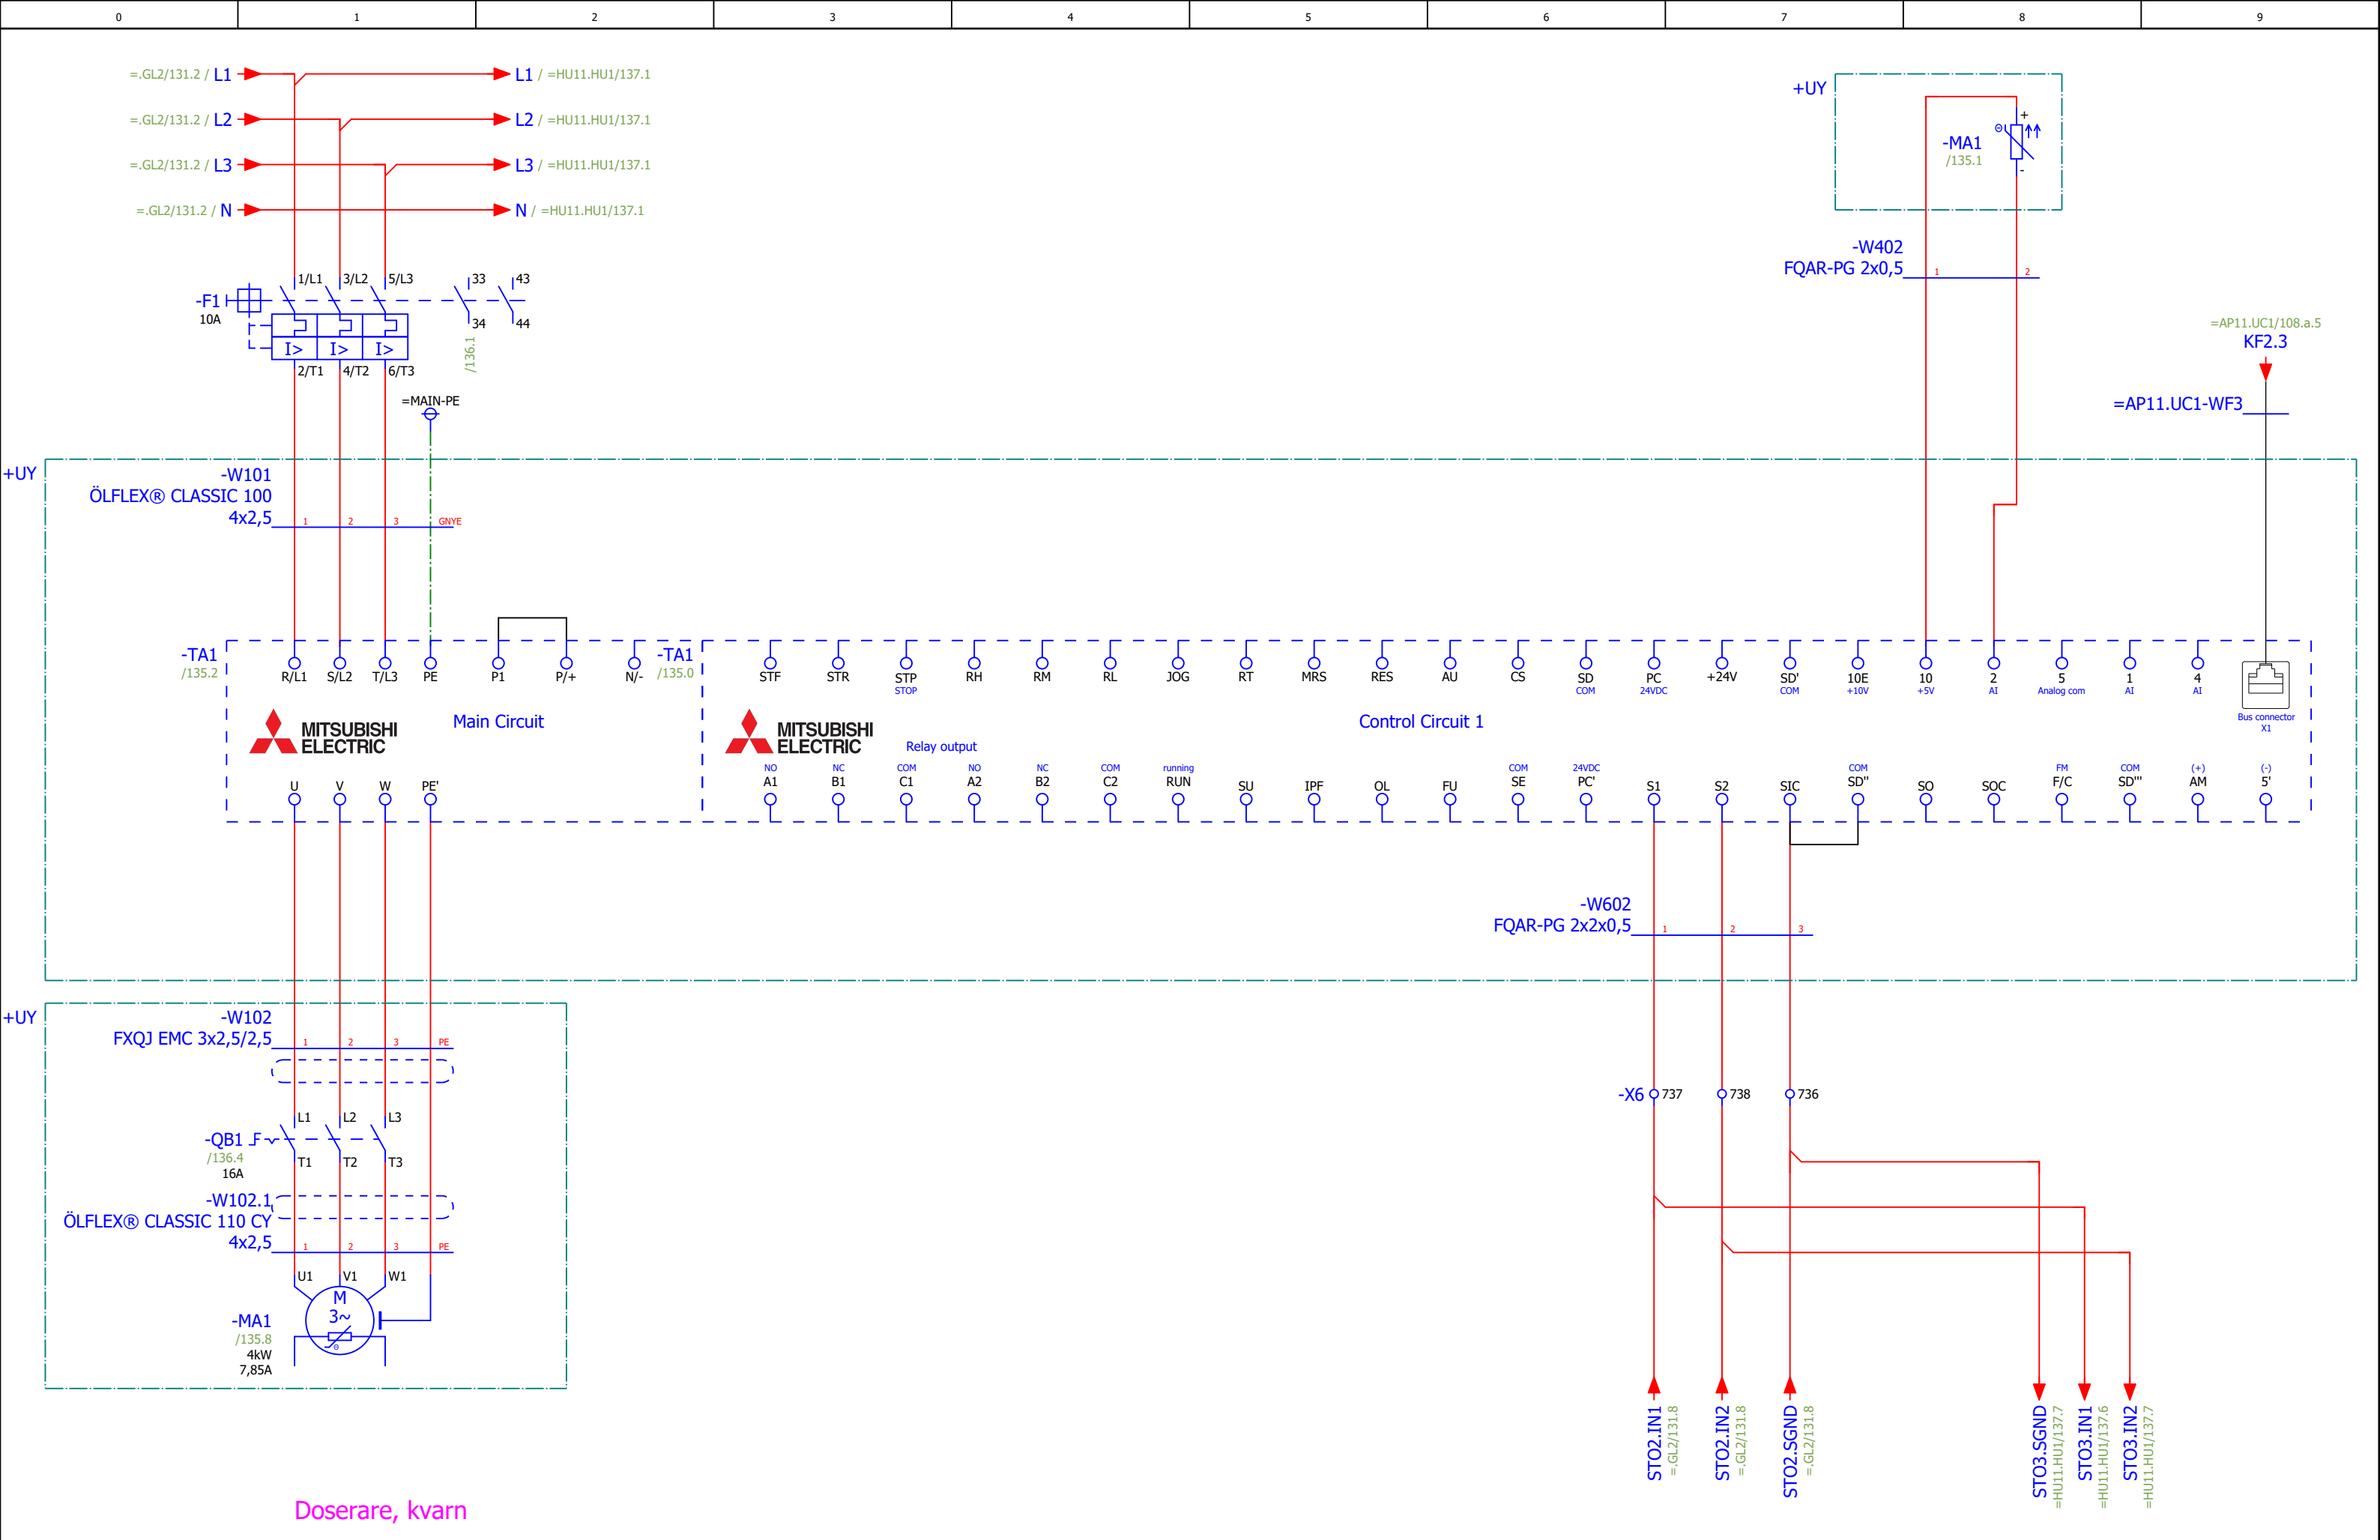 0 1 2 3 4 5 6 7 8 9
=.GL2/131.2 / L1 L1 / =HU11.HU1/137.1
=.GL2/131.2 / L2 L2 / =HU11.HU1/137.1
=.GL2/131.2 / L3 L3 / =HU11.HU1/137.1
=.GL2/131.2 / N N / =HU11.HU1/137.1
+UY
+
Θ
-MA1
/135.1
-
-W402
FQAR-PG 2x0,5
1 2
1/L1 3/L2 5/L3 33 43
-F1
10A
34 44
I> I> I>
2/T1 4/T2 6/T3
/136.1
=MAIN-PE
=AP11.UC1/108.a.5
KF2.3
=AP11.UC1-WF3
+UY
-W101
ÖLFLEX® CLASSIC 100
4x2,5
1 2 3 GNYE
-TA1
/135.2
R/L1 S/L2 T/L3 PE P1 P/+ N/-
MITSUBISHI
ELECTRIC
Main Circuit
U V W PE'
-TA1
/135.0
STF STR STP RH RM RL JOG RT MRS RES AU CS SD PC +24V SD' 10E 10 2 5 1 4
STOP COM 24VDC COM +10V +5V AI Analog com AI AI
Bus connector
X1
MITSUBISHI
ELECTRIC
Control Circuit 1
Relay output
NO NC COM NO NC COM running COM 24VDC COM FM COM (+) (-)
A1 B1 C1 A2 B2 C2 RUN SU IPF OL FU SE PC' S1 S2 SIC SD'' SO SOC F/C SD''' AM 5'
-W602
FQAR-PG 2x2x0,5
1 2 3
+UY
-W102
FXQJ EMC 3x2,5/2,5
1 2 3 PE
L1 L2 L3
-QB1
/136.4
16A
T1 T2 T3
-W102.1
ÖLFLEX® CLASSIC 110 CY
4x2,5
1 2 3 PE
U1 V1 W1
M
3~
Θ
-MA1
/135.8
4kW
7,85A
-X6 737 738 736
STO2.IN1
=.GL2/131.8
STO2.IN2
=.GL2/131.8
STO2.SGND
=.GL2/131.8
STO3.SGND
=HU11.HU1/137.7
STO3.IN1
=HU11.HU1/137.6
STO3.IN2
=HU11.HU1/137.7
Doserare, kvarn